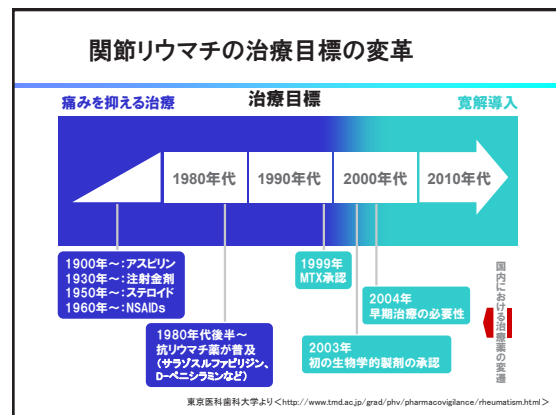 関節リウマチの治療目標の変革
痛みを抑える治療
治療目標
寛解導入
1980年代
1990年代
2000年代
2010年代
1900年～：アスピリン
1930年～：注射金剤
1950年～：ステロイド
1960年～：NSAIDs
1980年代後半～
抗リウマチ薬が普及
（サラゾスルファピリジン、
D-ペニシラミンなど）
1999年
MTX承認
2003年
初の生物学的製剤の承認
2004年
早期治療の必要性
国内における治療薬の変遷
東京医科歯科大学より＜http://www.tmd.ac.jp/grad/phv/pharmacovigilance/rheumatism.html＞